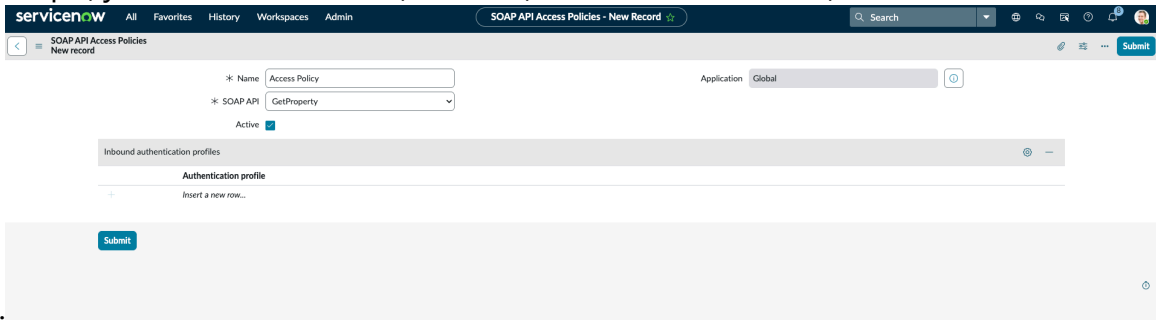 servicenow All Favorites History Workspaces Admin SOAP API Access Policies - New Record Search
SOAP API Access Policies
New record
Submit
Name Access Policy
Application Global
SOAP API GetProperty
Active
Inbound authentication profiles
Authentication profile
Insert a new row...
Submit